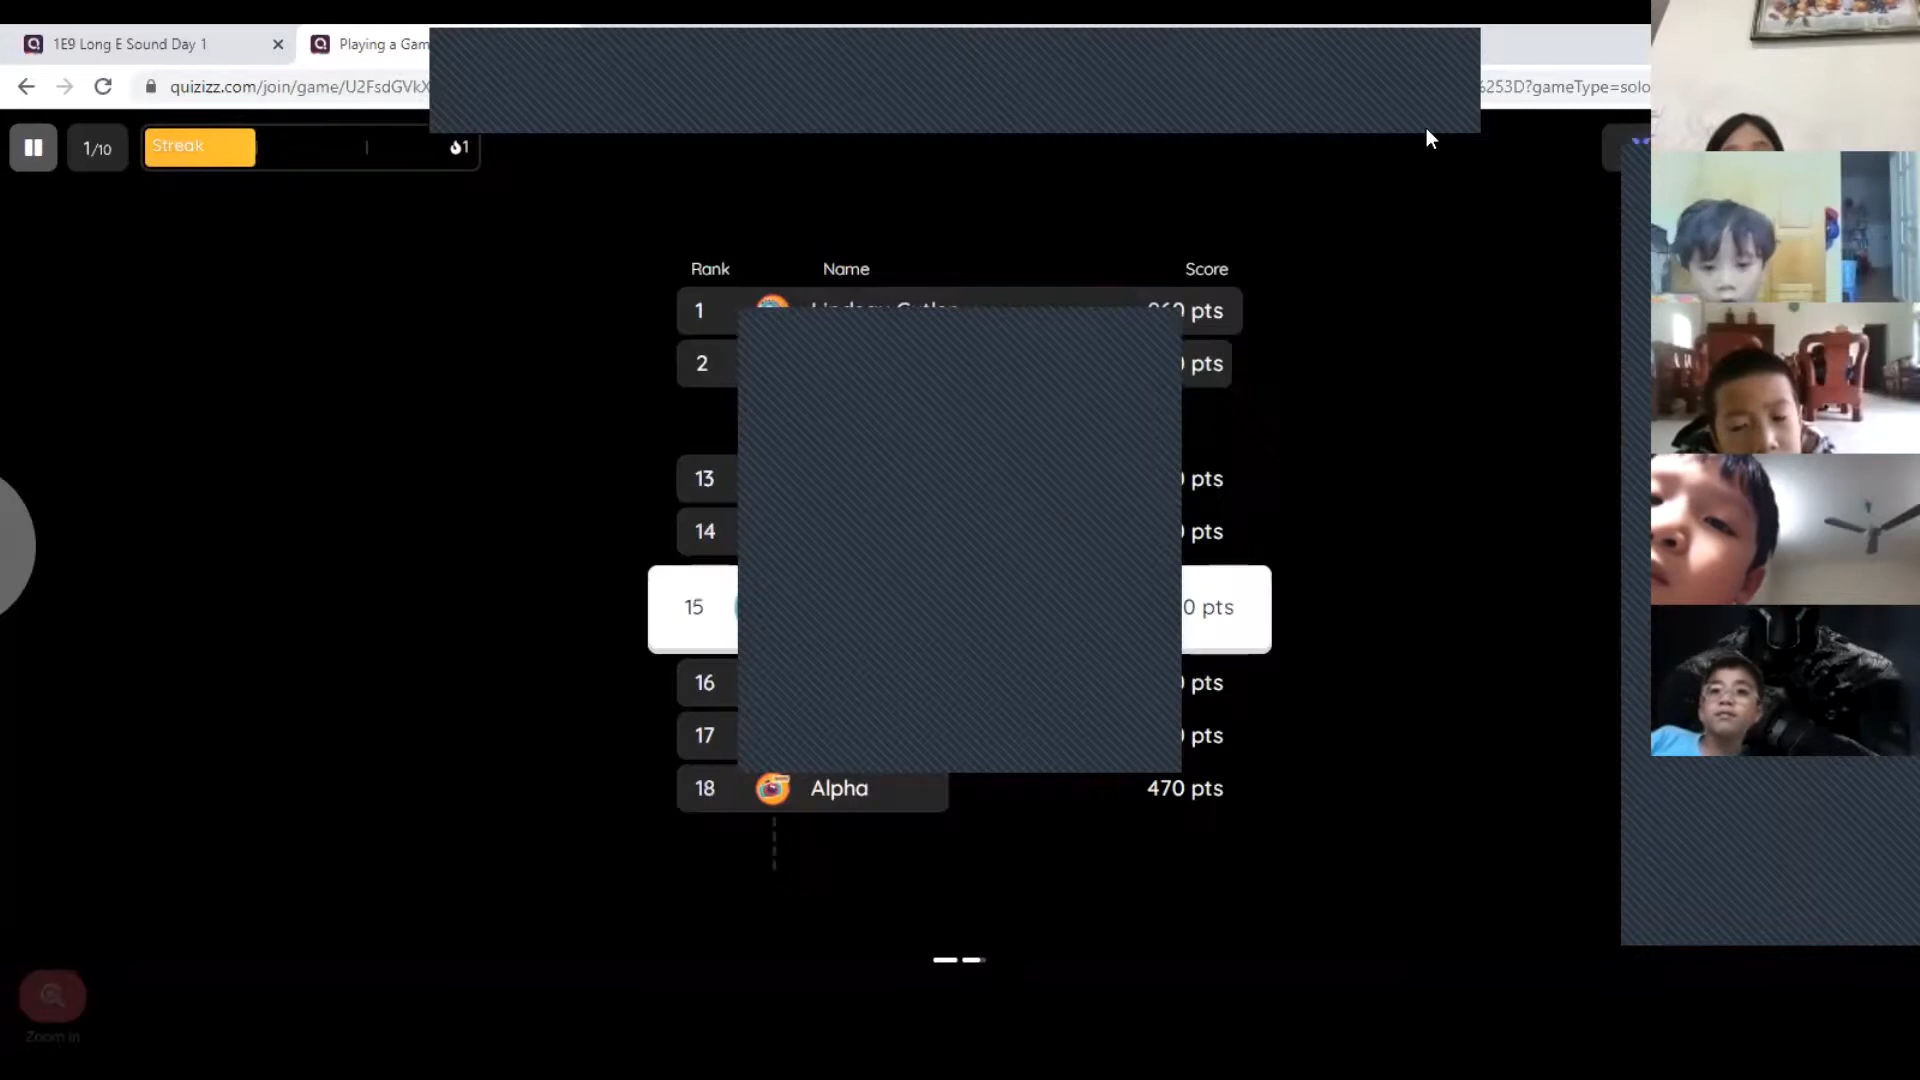 1E9 Long E Sound Day 1
Playing a Gam
quizizz.com/join/game/U2FsdGVkX
%253D?gameType=solo
1/10
Streak
1
Rank Name Score
1 pts
2 pts
13 pts
14 pts
15 0 pts
16 pts
17 pts
18 Alpha 470 pts
Zoom in